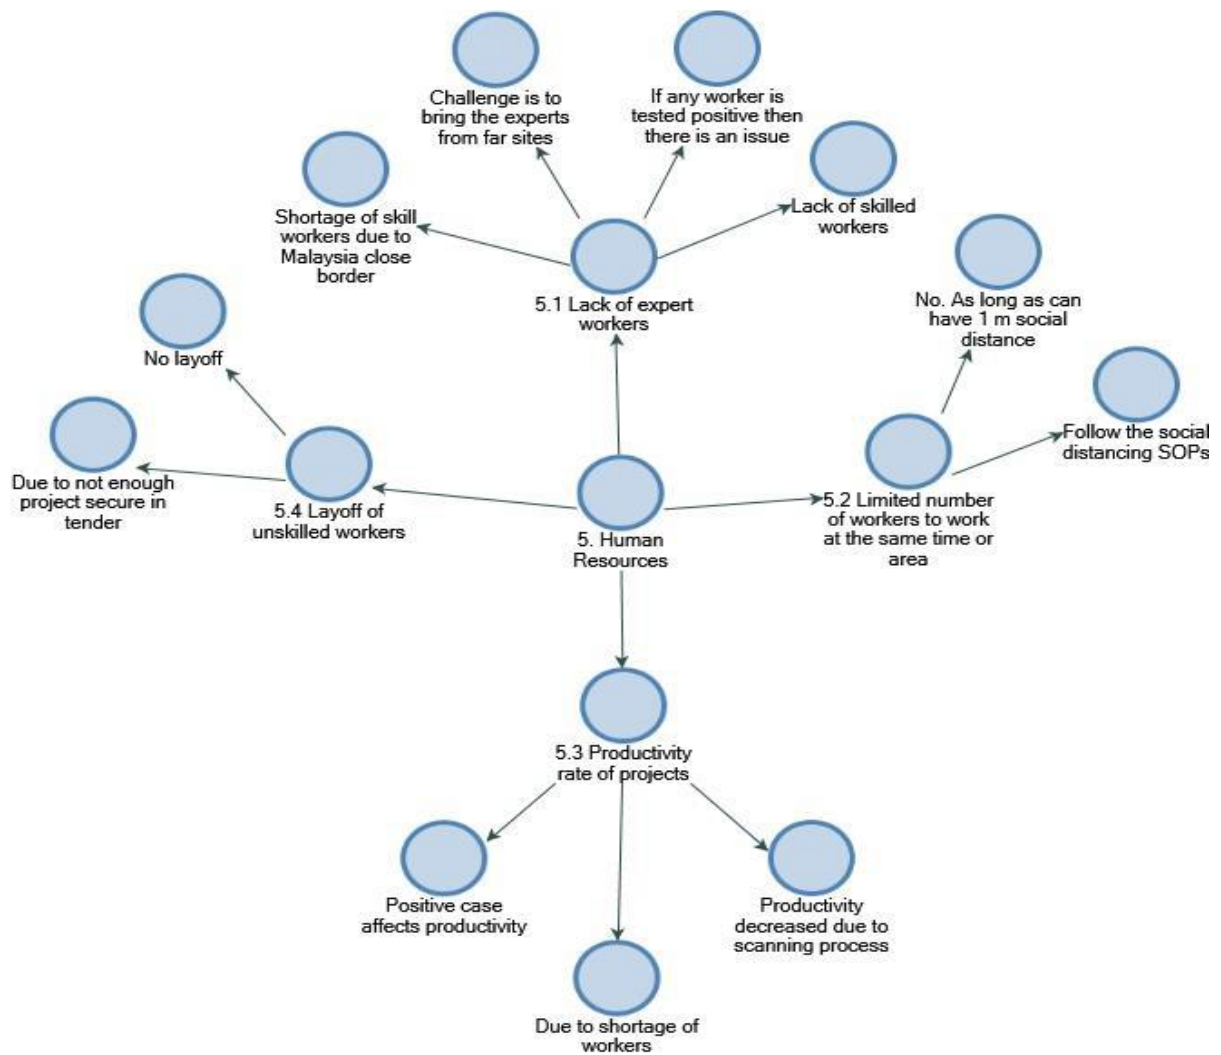 Challenge is to
bring the experts
from far sites
If any worker is
tested positive then
there is an issue
Shortage of skill
workers due to
Malaysia close
border
Lack of skilled
workers
5.1 Lack of expert
workers
No. As long as can
have 1 m social
distance
No layoff
Follow the social
distancing SOPs
Due to not enough
project secure in
tender
5.4 Layoff of
unskilled workers
5. Human
Resources
5.2 Limited number
of workers to work
at the same time or
area
5.3 Productivity
rate of projects
Positive case
affects productivity
Productivity
decreased due to
scanning process
Due to shortage of
workers